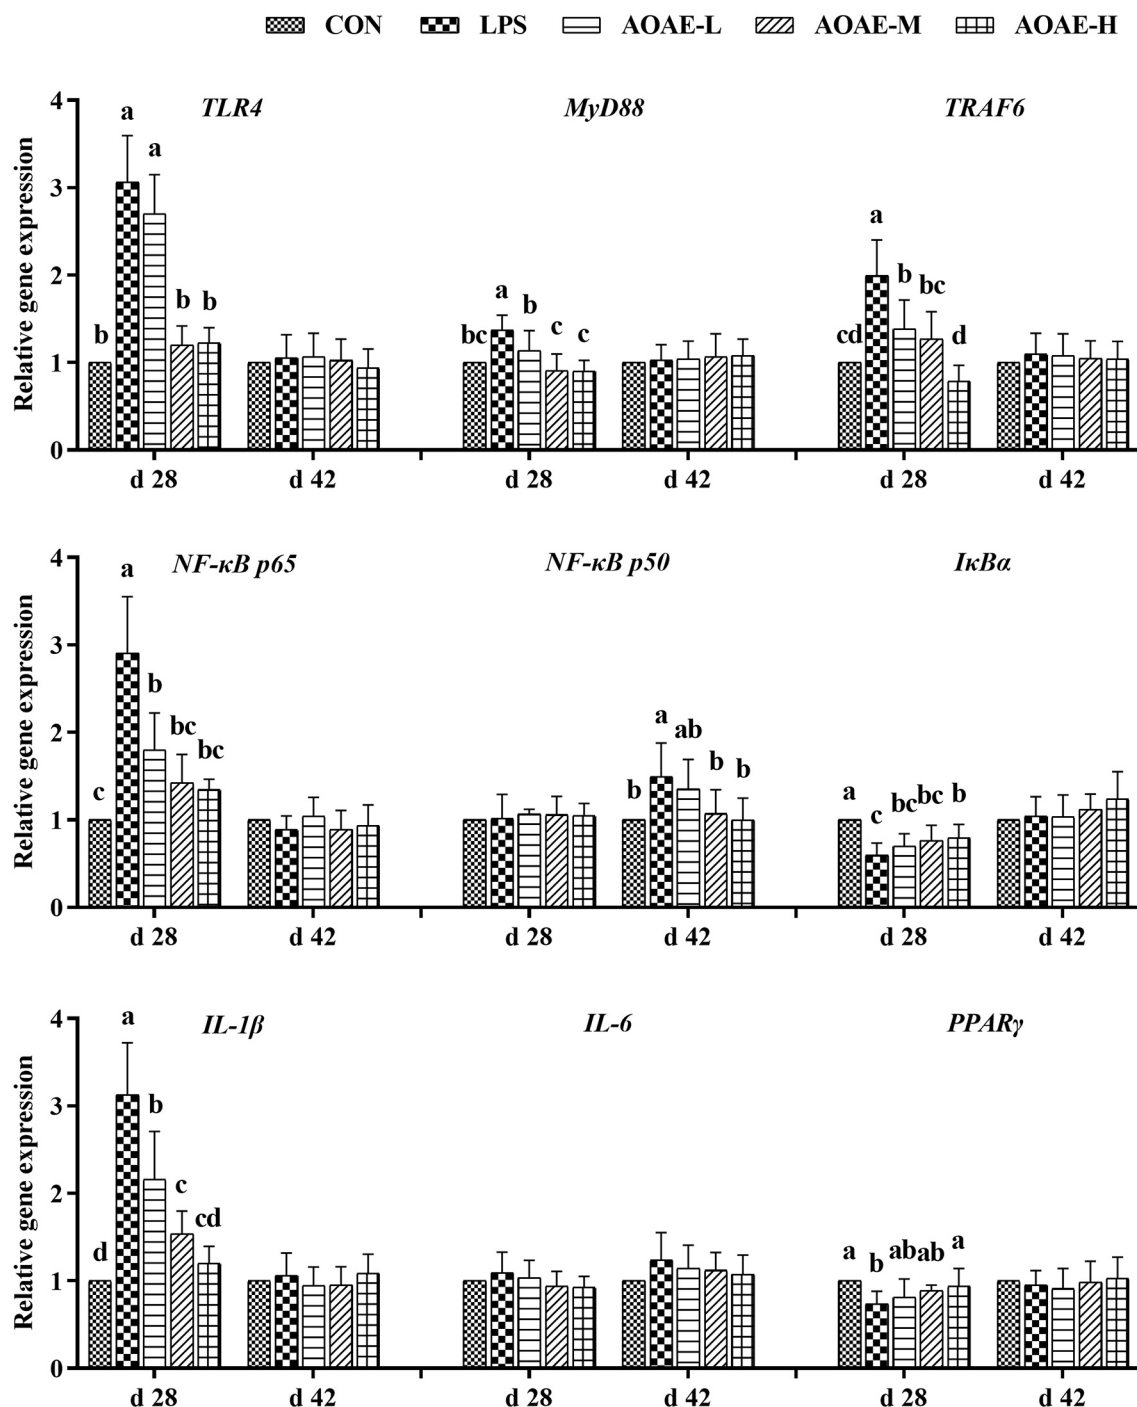 CON LPS AOAE-L AOAE-M AOAE-H
TLR4 MyD88 TRAF6
Relative gene expression
4
3
2
1
0
b a a b b
bc a b c c
cd a b bc d
d 28 d 42 d 28 d 42 d 28 d 42
NF-κB p65 NF-κB p50 IκBα
Relative gene expression
4
3
2
1
0
c a b bc bc
b a ab b b
a c bc bc b
d 28 d 42 d 28 d 42 d 28 d 42
IL-1β IL-6 PPARγ
Relative gene expression
4
3
2
1
0
d a b c cd
a b ab ab a
d 28 d 42 d 28 d 42 d 28 d 42